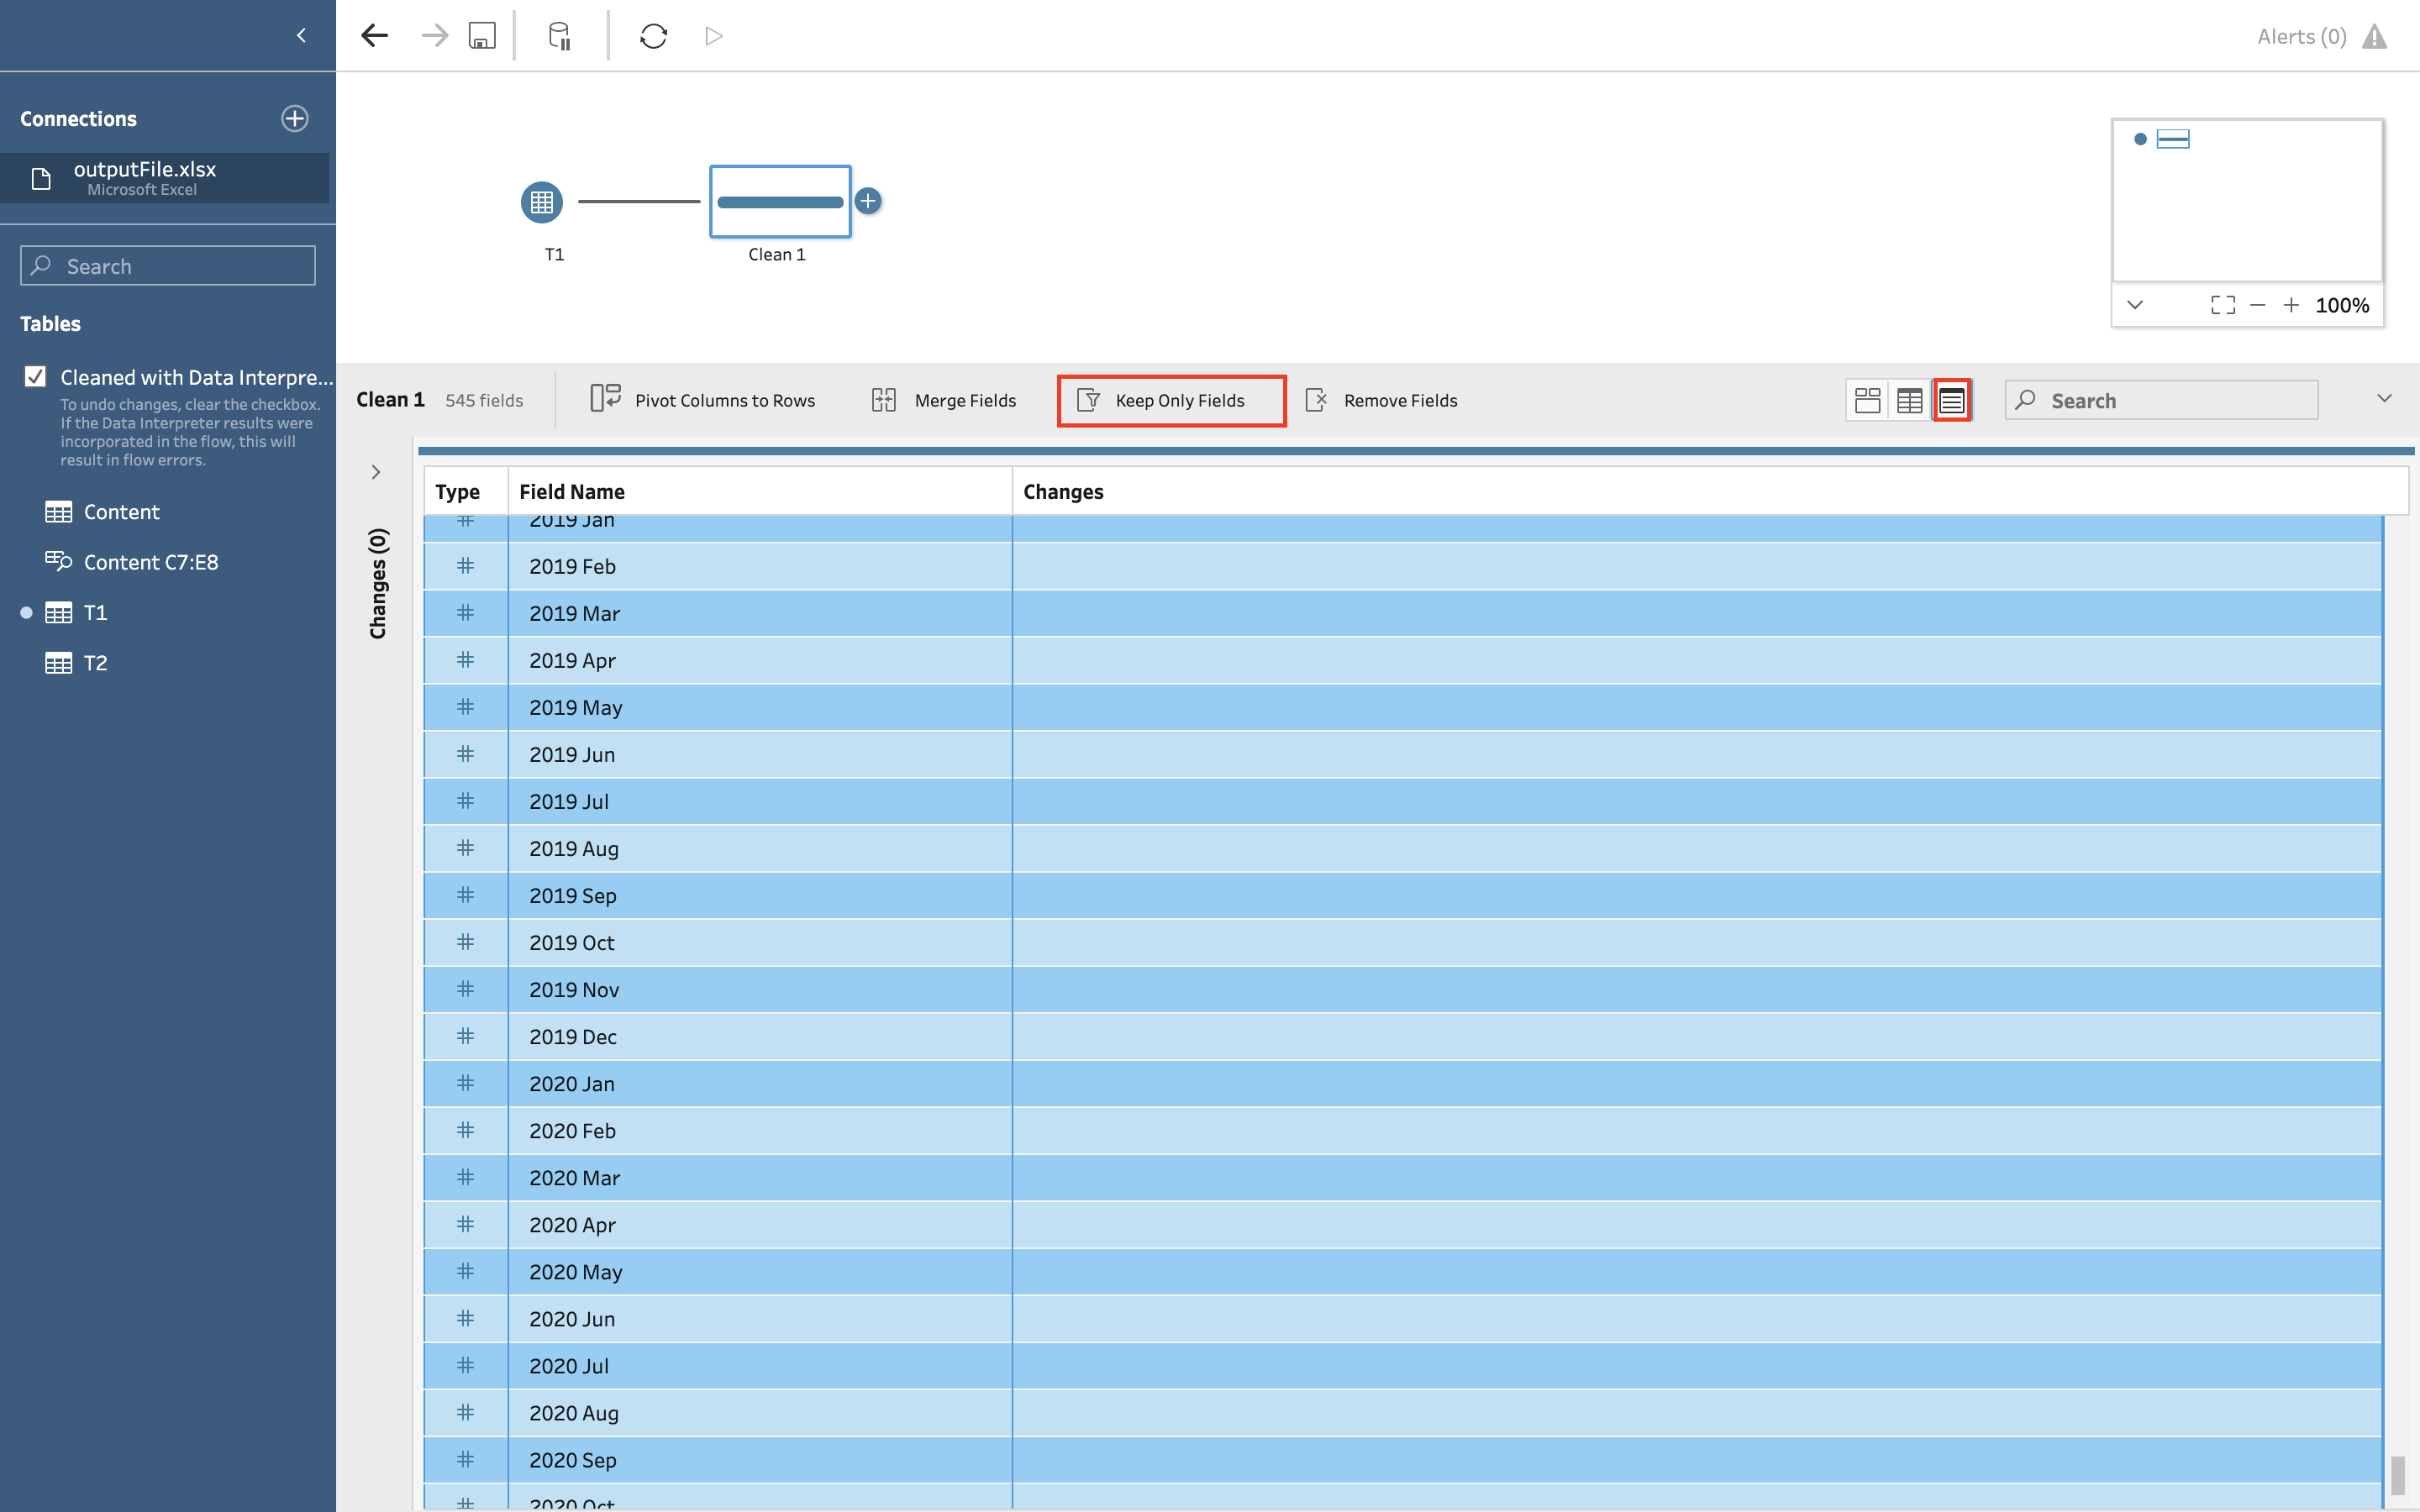 Alerts (0)
Connections
outputFile.xlsx
Microsoft Excel
Search
Tables
Cleaned with Data Interpre...
To undo changes, clear the checkbox.
If the Data Interpreter results were
incorporated in the flow, this will
result in flow errors.
Content
Content C7:E8
T1
T2
T1
Clean 1
100%
Clean 1
545 fields
Pivot Columns to Rows
Merge Fields
Keep Only Fields
Remove Fields
Search
Changes (0)
Type
Field Name
Changes
# 2019 Jan
# 2019 Feb
# 2019 Mar
# 2019 Apr
# 2019 May
# 2019 Jun
# 2019 Jul
# 2019 Aug
# 2019 Sep
# 2019 Oct
# 2019 Nov
# 2019 Dec
# 2020 Jan
# 2020 Feb
# 2020 Mar
# 2020 Apr
# 2020 May
# 2020 Jun
# 2020 Jul
# 2020 Aug
# 2020 Sep
# 2020 Oct